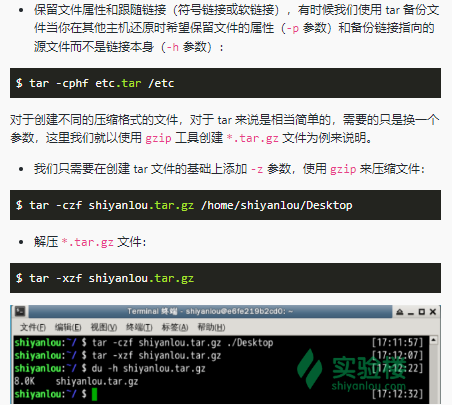 • 保留文件属性和跟随链接（符号链接或软链接），有时候我们使用 tar 备份文
件当你在其他主机还原时希望保留文件的属性（-p 参数）和备份链接指向的
源文件而不是链接本身（-h 参数）：
$ tar -cphf etc.tar /etc
对于创建不同的压缩格式的文件，对于 tar 来说是相当简单的，需要的只是换一个
参数，这里我们就以使用 gzip 工具创建 *.tar.gz 文件为例来说明。
• 我们只需要在创建 tar 文件的基础上添加 -z 参数，使用 gzip 来压缩文件：
$ tar -czf shiyanlou.tar.gz /home/shiyanlou/Desktop
• 解压 *.tar.gz 文件：
$ tar -xzf shiyanlou.tar.gz
Terminal 终端 - shiyanlou@e6fe219b2cd0: ~
文件(F) 编辑(E) 视图(V) 终端(T) 标签(A) 帮助(H)
shiyanlou:~/ $ tar -czf shiyanlou.tar.gz ./Desktop [17:11:57]
shiyanlou:~/ $ tar -xzf shiyanlou.tar.gz [17:12:07]
shiyanlou:~/ $ du -h shiyanlou.tar.gz [17:12:22]
8.0K shiyanlou.tar.gz
shiyanlou:~/ $ [17:12:32]
实验楼
shiyanlou.com